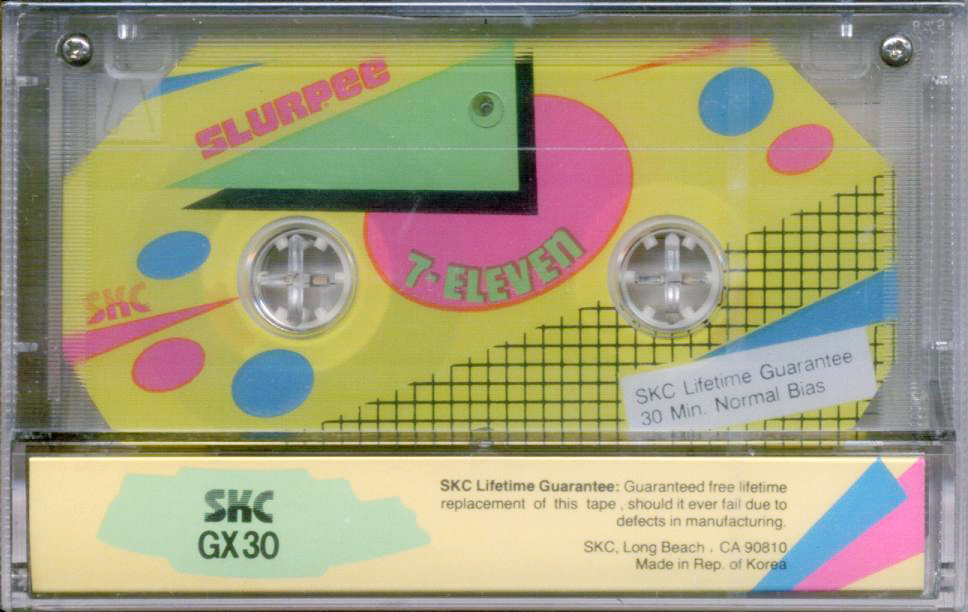 SLURPEE
7-ELEVEN
SKC
SKC Lifetime Guarantee
30 Min. Normal Bias
SKC
GX30
SKC Lifetime Guarantee: Guaranteed free lifetime
replacement of this tape , should it ever fail due to
defects in manufacturing.
SKC, Long Beach , CA 90810
Made in Rep. of Korea